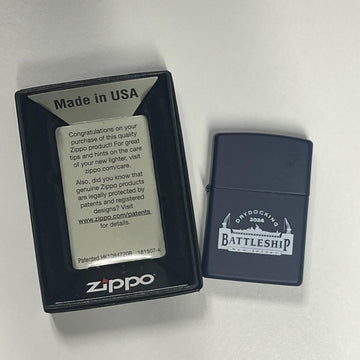 Made in USA
Congratulations on your
purchase of this quality
Zippo product! For great
tips and hints on the care
of your new lighter, visit
zippo.com/care.
Also, did you know that
genuine Zippo products
are legally protected by
patents and registered
designs? Visit
www.zippo.com/patents
for details.
Patented HK1084720B - 181507-x
zippo
DRYDOCKING
2024
BATTLESHIP
NEW JERSEY